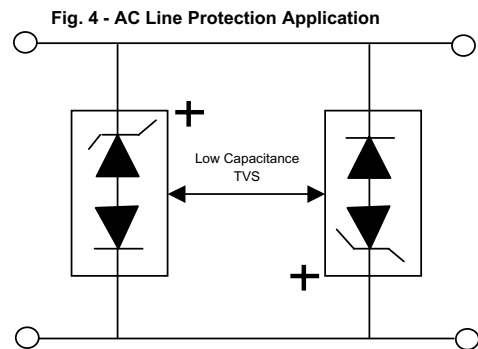 Fig. 4 - AC Line Protection Application
+
Low Capacitance
TVS
+